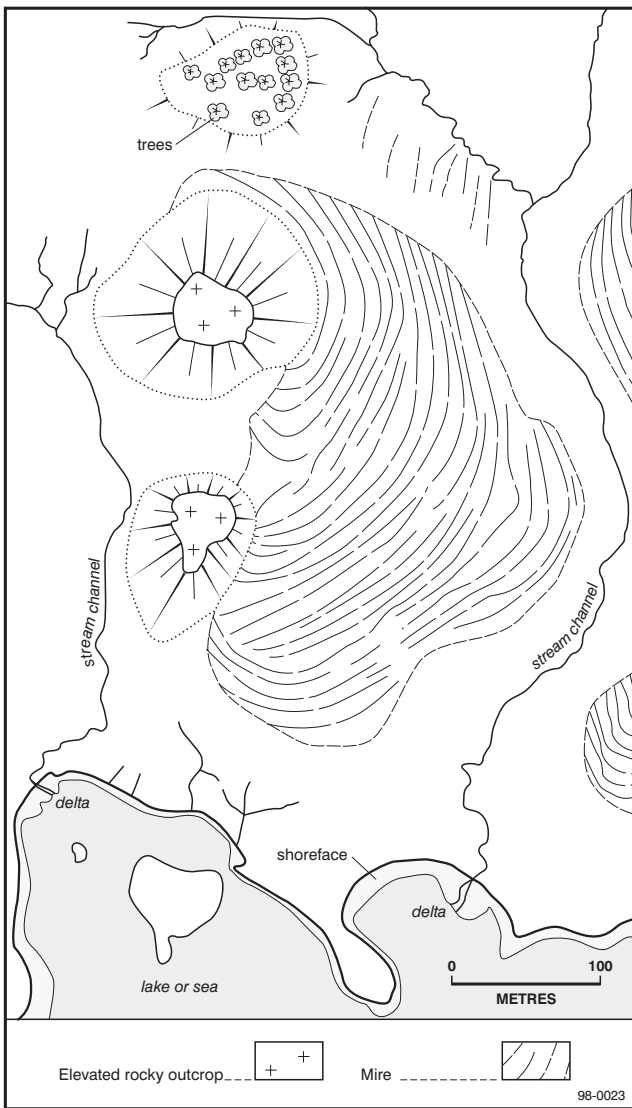 trees
stream channel
stream channel
delta
shoreface
delta
lake or sea
0 100
METRES
Elevated rocky outcrop
Mire
98-0023